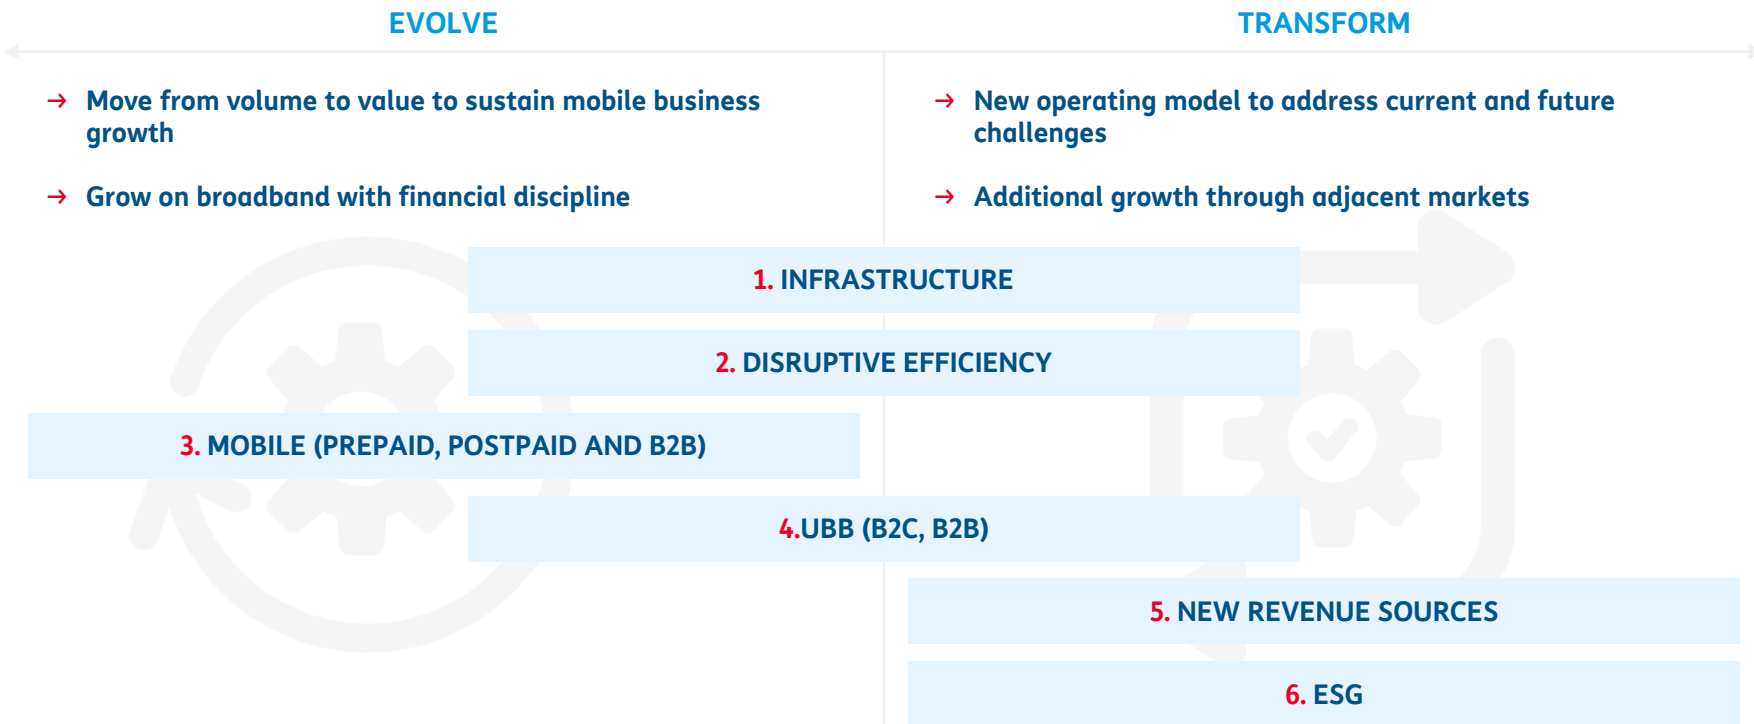 EVOLVE
TRANSFORM
→ Move from volume to value to sustain mobile business
growth
→ Grow on broadband with financial discipline
→ New operating model to address current and future
challenges
→ Additional growth through adjacent markets
1. INFRASTRUCTURE
2. DISRUPTIVE EFFICIENCY
3. MOBILE (PREPAID, POSTPAID AND B2B)
4.UBB (B2C, B2B)
5. NEW REVENUE SOURCES
6. ESG